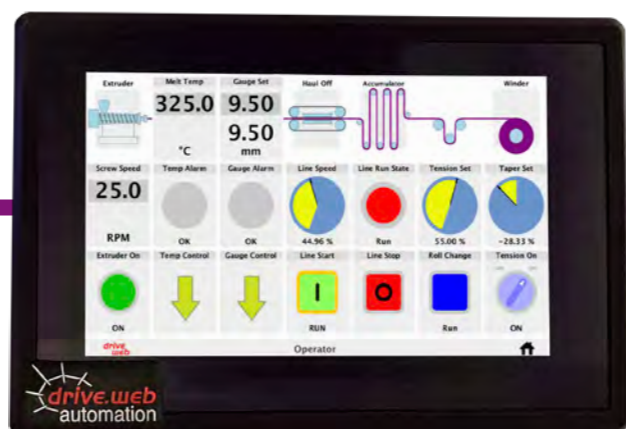 Extruder
Melt Temp
Gauge Set
Haul Off
Accumulator
Winder
325.0
9.50
°C
9.50
mm
Screw Speed
Temp Alarm
Gauge Alarm
Line Speed
Line Run State
Tension Set
Taper Set
25.0
RPM
OK
OK
44.96 %
Run
55.00 %
-28.33 %
Extruder On
Temp Control
Gauge Control
Line Start
Line Stop
Roll Change
Tension On
I
O
ON
RUN
Run
ON
drive.
web
Operator
drive.web
automation